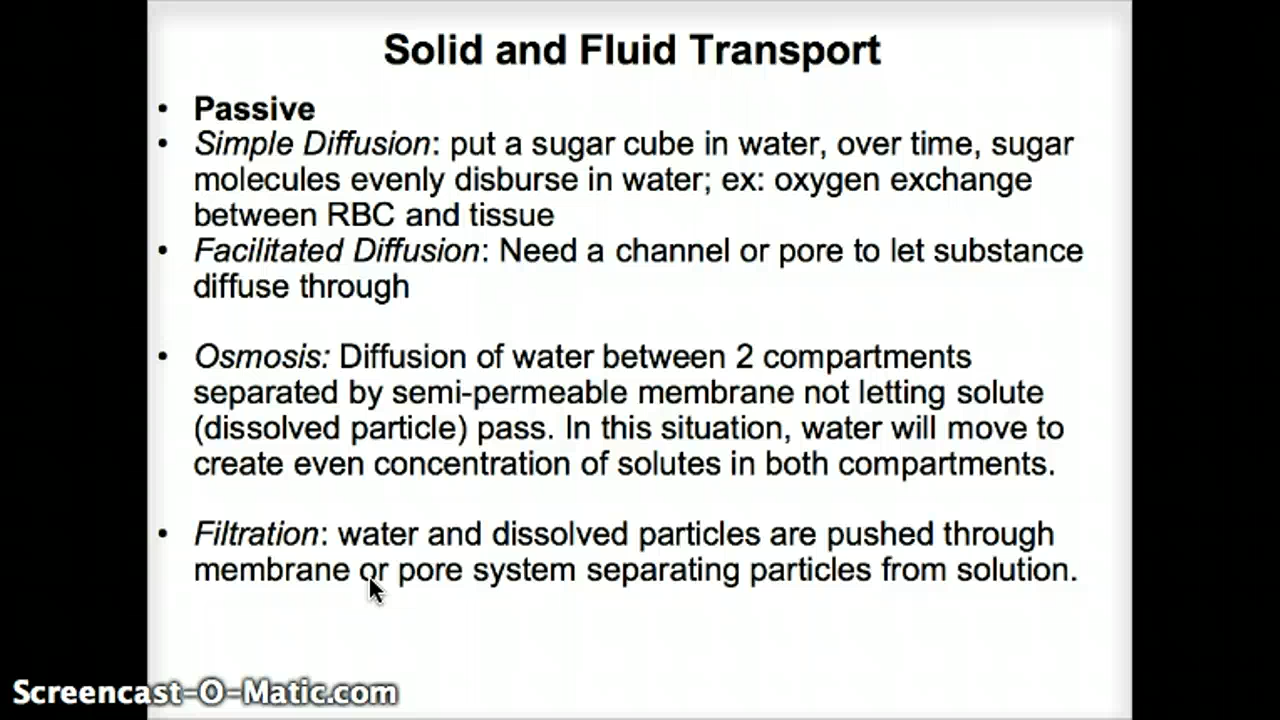 Solid and Fluid Transport
• Passive
• Simple Diffusion: put a sugar cube in water, over time, sugar
molecules evenly disburse in water; ex: oxygen exchange
between RBC and tissue
• Facilitated Diffusion: Need a channel or pore to let substance
diffuse through
• Osmosis: Diffusion of water between 2 compartments
separated by semi-permeable membrane not letting solute
(dissolved particle) pass. In this situation, water will move to
create even concentration of solutes in both compartments.
• Filtration: water and dissolved particles are pushed through
membrane or pore system separating particles from solution.
Screencast-O-Matic.com